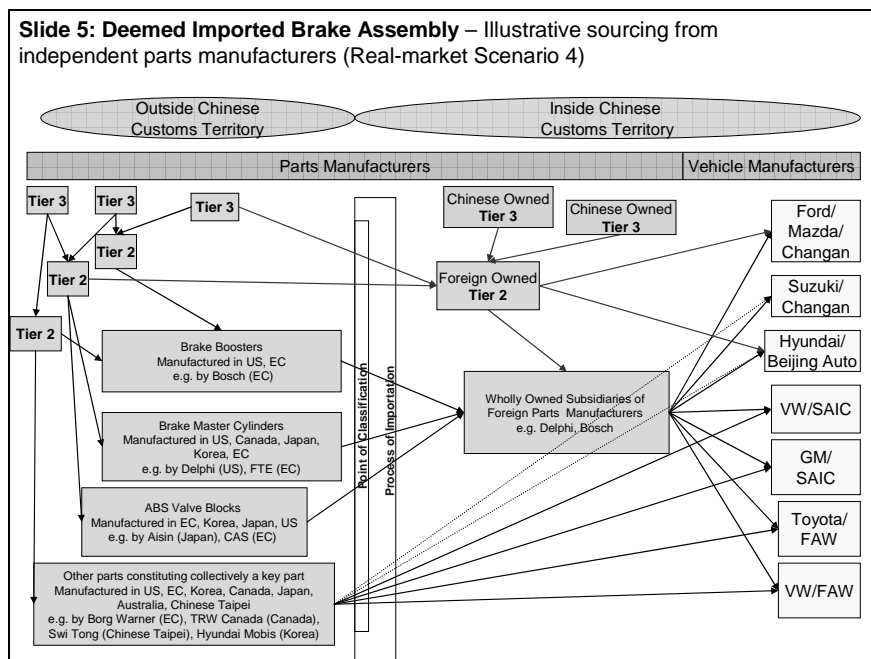 Slide 5: Deemed Imported Brake Assembly – Illustrative sourcing from
independent parts manufacturers (Real-market Scenario 4)
Outside Chinese
Customs Territory
Inside Chinese
Customs Territory
Parts Manufacturers
Vehicle Manufacturers
Tier 3
Tier 3
Tier 3
Tier 2
Tier 2
Tier 2
Chinese Owned
Tier 3
Chinese Owned
Tier 3
Foreign Owned
Tier 2
Brake Boosters
Manufactured in US, EC
e.g. by Bosch (EC)
Brake Master Cylinders
Manufactured in US, Canada, Japan,
Korea, EC
e.g. by Delphi (US), FTE (EC)
ABS Valve Blocks
Manufactured in EC, Korea, Japan, US
e.g. by Aisin (Japan), CAS (EC)
Other parts constituting collectively a key part
Manufactured in US, EC, Korea, Canada, Japan,
Australia, Chinese Taipei
e.g. by Borg Warner (EC), TRW Canada (Canada),
Swi Tong (Chinese Taipei), Hyundai Mobis (Korea)
Point of Classification
Process of Importation
Wholly Owned Subsidiaries of
Foreign Parts Manufacturers
e.g. Delphi, Bosch
Ford/
Mazda/
Changan
Suzuki/
Changan
Hyundai/
Beijing Auto
VW/SAIC
GM/
SAIC
Toyota/
FAW
VW/FAW